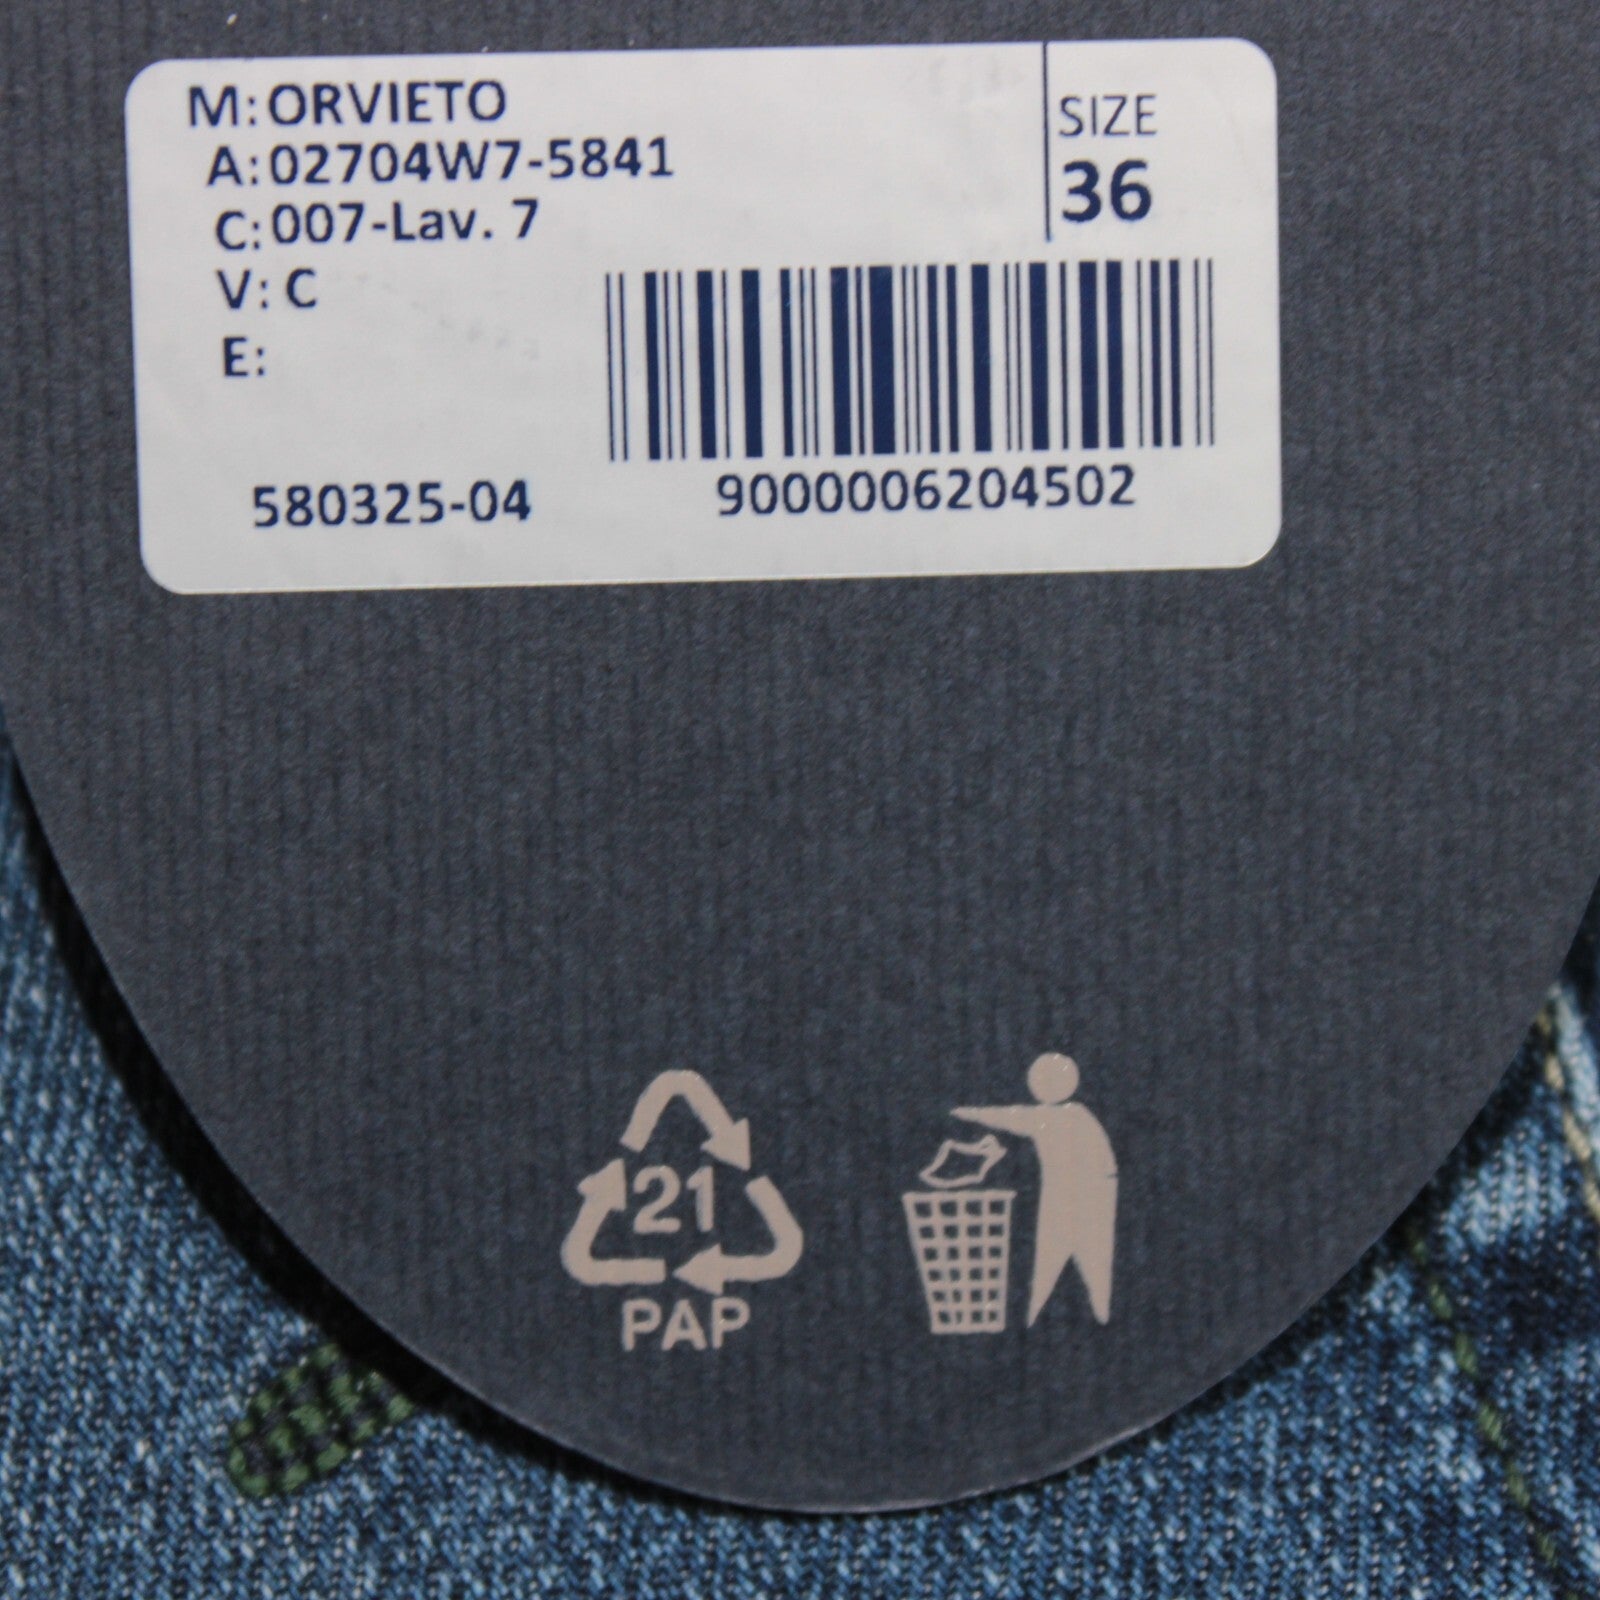 M: ORVIETO
SIZE
A: 02704W7-5841
36
C: 007-Lav. 7
V: C
E:
580325-04
9000006204502
21
PAP